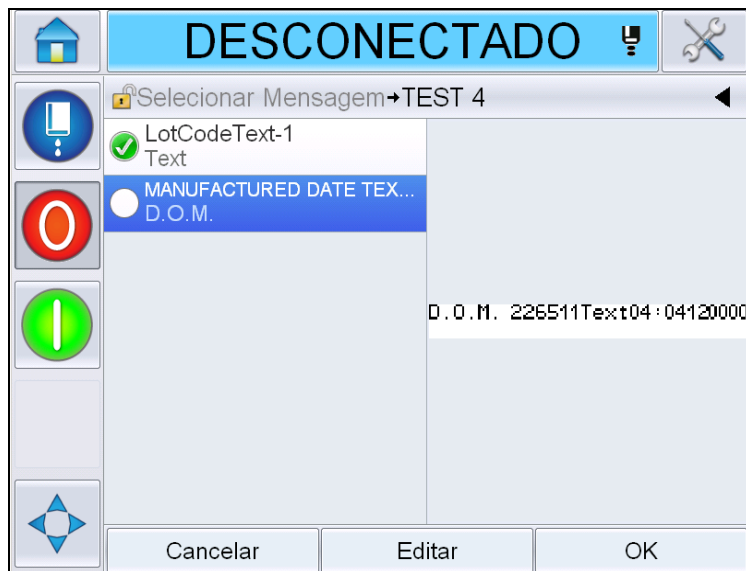 DESCONECTADO
Selecionar Mensagem→TEST 4
LotCodeText-1
Text
MANUFACTURED DATE TEX...
D.O.M.
D.O.M. 226511Text04:04120000
Cancelar
Editar
OK